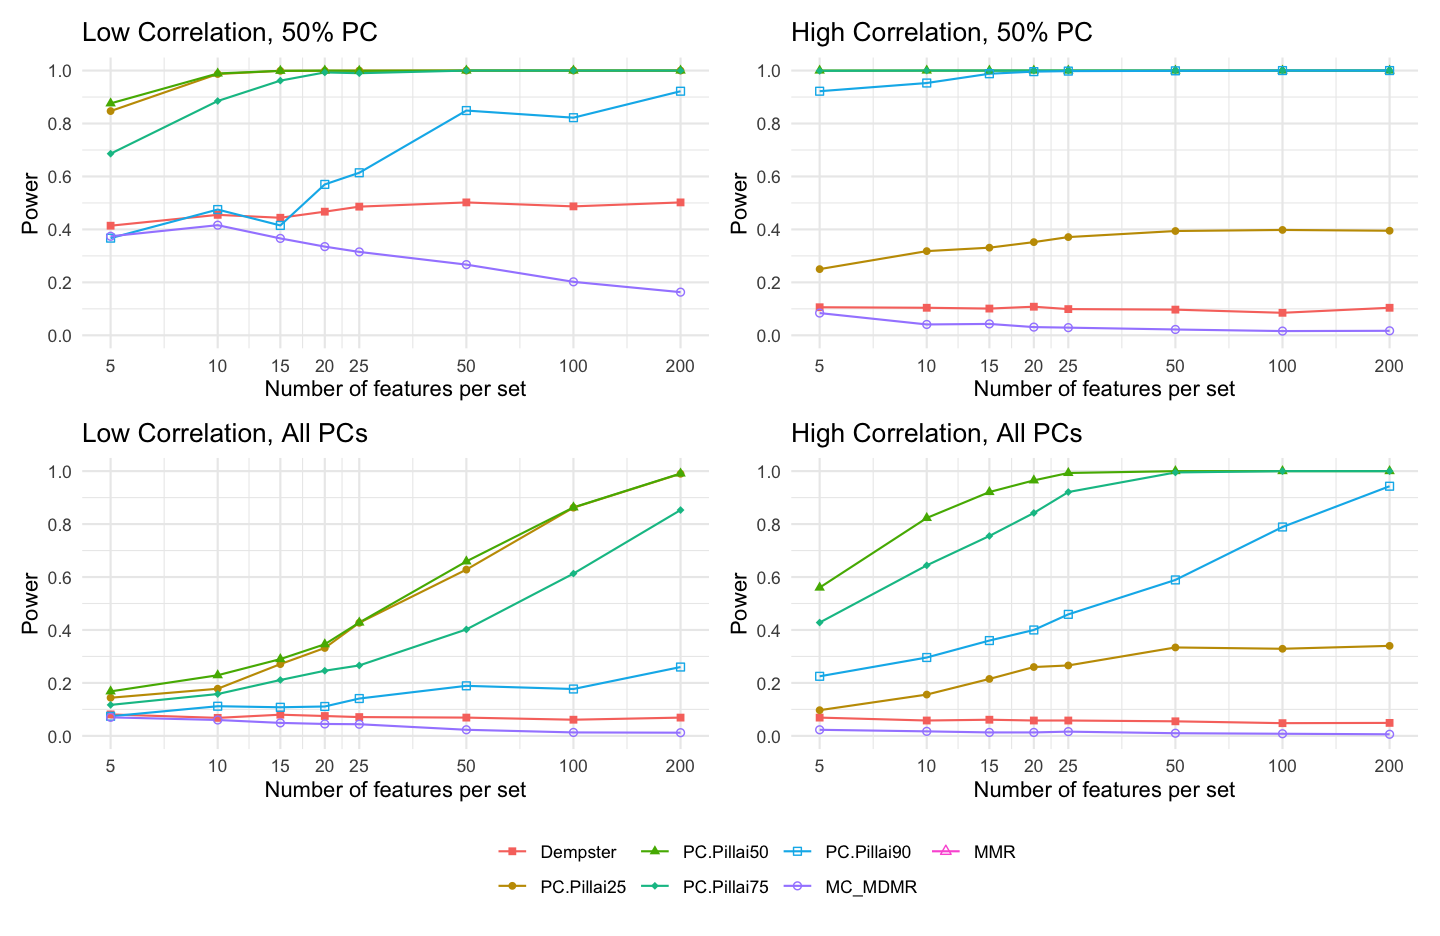 Low Correlation, 50% PC
High Correlation, 50% PC
Power
1.0
0.8
0.6
0.4
0.2
0.0
5 10 15 20 25 50 100 200
Number of features per set
Power
1.0
0.8
0.6
0.4
0.2
0.0
5 10 15 20 25 50 100 200
Number of features per set
Low Correlation, All PCs
High Correlation, All PCs
Power
1.0
0.8
0.6
0.4
0.2
0.0
5 10 15 20 25 50 100 200
Number of features per set
Power
1.0
0.8
0.6
0.4
0.2
0.0
5 10 15 20 25 50 100 200
Number of features per set
Dempster PC.Pillai50 PC.Pillai90 MMR
PC.Pillai25 PC.Pillai75 MC_MDMR